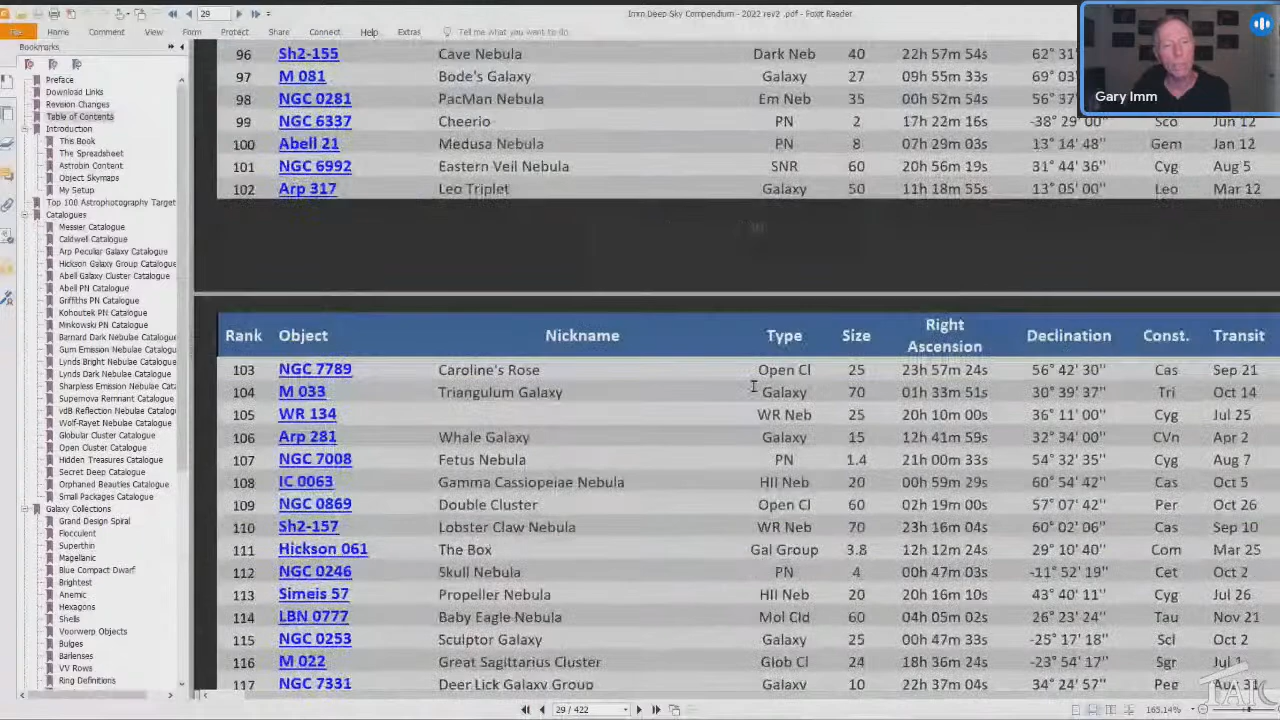 29
Imm Deep Sky Compendium - 2022 rev2 .pdf - Foxit Reader
File Home Comment View Form Protect Share Connect Help Extras Tell me what you want to do
Gary Imm
Bookmarks
Preface
Download Links
Revision Changes
Table of Contents
Introduction
This Book
The Spreadsheet
Astrobin Content
Object Skymaps
My Setup
Top 100 Astrophotography Target
Catalogues
Messier Catalogue
Caldwell Catalogue
Arp Peculiar Galaxy Catalogue
Hickson Galaxy Group Catalogue
Abell Galaxy Cluster Catalogue
Abell PN Catalogue
Griffiths PN Catalogue
Kohoutek PN Catalogue
Minkowski PN Catalogue
Barnard Dark Nebulae Catalogue
Gum Emission Nebulae Catalogue
Lynds Bright Nebulae Catalogue
Lynds Dark Nebulae Catalogue
Sharpless Emission Nebulae Catalogue
Supernova Remnant Catalogue
vdB Reflection Nebulae Catalogue
Wolf-Rayet Nebulae Catalogue
Globular Cluster Catalogue
Open Cluster Catalogue
Hidden Treasures Catalogue
Secret Deep Catalogue
Orphaned Beauties Catalogue
Small Packages Catalogue
Galaxy Collections
Grand Design Spiral
Flocculent
Superthin
Magellanic
Blue Compact Dwarf
Brightest
Anemic
Hexagons
Shells
Voorwerp Objects
Bulges
Barlenses
VV Rows
Ring Definitions
96 Sh2-155 Cave Nebula Dark Neb 40 22h 57m 54s 62° 31'
97 M 081 Bode's Galaxy Galaxy 27 09h 55m 33s 69° 03'
98 NGC 0281 PacMan Nebula Em Neb 35 00h 52m 54s 56° 37'
99 NGC 6337 Cheerio PN 2 17h 22m 16s -38° 29' 00" Sco Jun 12
100 Abell 21 Medusa Nebula PN 8 07h 29m 03s 13° 14' 48" Gem Jan 12
101 NGC 6992 Eastern Veil Nebula SNR 60 20h 56m 19s 31° 44' 36" Cyg Aug 5
102 Arp 317 Leo Triplet Galaxy 50 11h 18m 55s 13° 05' 00" Leo Mar 12
Rank Object Nickname Type Size Right Ascension Declination Const. Transit
103 NGC 7789 Caroline's Rose Open Cl 25 23h 57m 24s 56° 42' 30" Cas Sep 21
104 M 033 Triangulum Galaxy Galaxy 70 01h 33m 51s 30° 39' 37" Tri Oct 14
105 WR 134 WR Neb 25 20h 10m 00s 36° 11' 00" Cyg Jul 25
106 Arp 281 Whale Galaxy Galaxy 15 12h 41m 59s 32° 34' 00" CVn Apr 2
107 NGC 7008 Fetus Nebula PN 1.4 21h 00m 33s 54° 32' 35" Cyg Aug 7
108 IC 0063 Gamma Cassiopeiae Nebula HII Neb 20 00h 59m 29s 60° 54' 42" Cas Oct 5
109 NGC 0869 Double Cluster Open Cl 60 02h 19m 00s 57° 07' 42" Per Oct 26
110 Sh2-157 Lobster Claw Nebula WR Neb 70 23h 16m 04s 60° 02' 06" Cas Sep 10
111 Hickson 061 The Box Gal Group 3.8 12h 12m 24s 29° 10' 40" Com Mar 25
112 NGC 0246 Skull Nebula PN 4 00h 47m 03s -11° 52' 19" Cet Oct 2
113 Simeis 57 Propeller Nebula HII Neb 20 20h 16m 10s 43° 40' 11" Cyg Jul 26
114 LBN 0777 Baby Eagle Nebula Mol Cld 60 04h 05m 02s 26° 23' 24" Tau Nov 21
115 NGC 0253 Sculptor Galaxy Galaxy 25 00h 47m 33s -25° 17' 18" Scl Oct 2
116 M 022 Great Sagittarius Cluster Glob Cl 24 18h 36m 24s -23° 54' 17" Sgr Jul 1
117 NGC 7331 Deer Lick Galaxy Group Galaxy 10 22h 37m 04s 34° 24' 57" Peg Aug 31
29 / 422
165.14%
TAIC